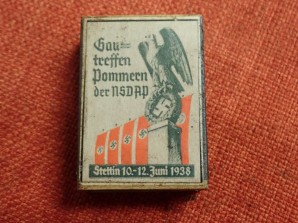 Gau-
treffen
Pommern
der NSDAP
Stettin 10.-12. Juni 1938